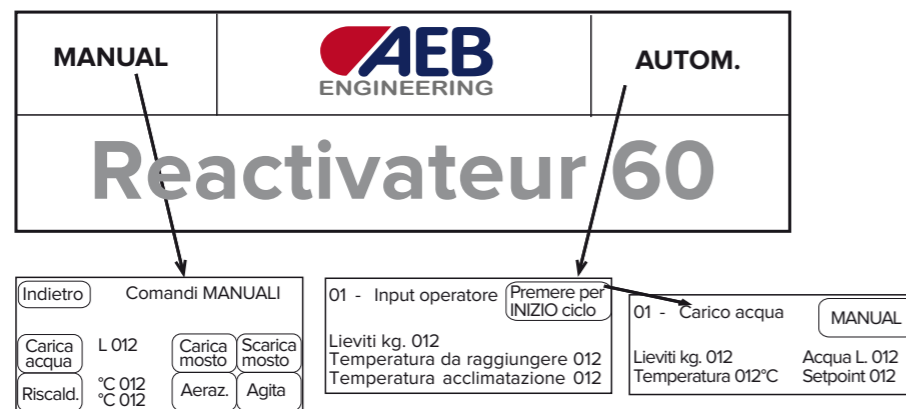 MANUAL
AEB
ENGINEERING
AUTOM.
Reactivateur 60
Indietro
Comandi MANUALI
Carica
acqua
L 012
Carica
mosto
Scarica
mosto
Riscald.
°C 012
°C 012
Aeraz.
Agita
01 - Input operatore
Premere per
INIZIO ciclo
Lieviti kg. 012
Temperatura da raggiungere 012
Temperatura acclimatazione 012
01 - Carico acqua
MANUAL
Lieviti kg. 012
Acqua L. 012
Temperatura 012°C
Setpoint 012